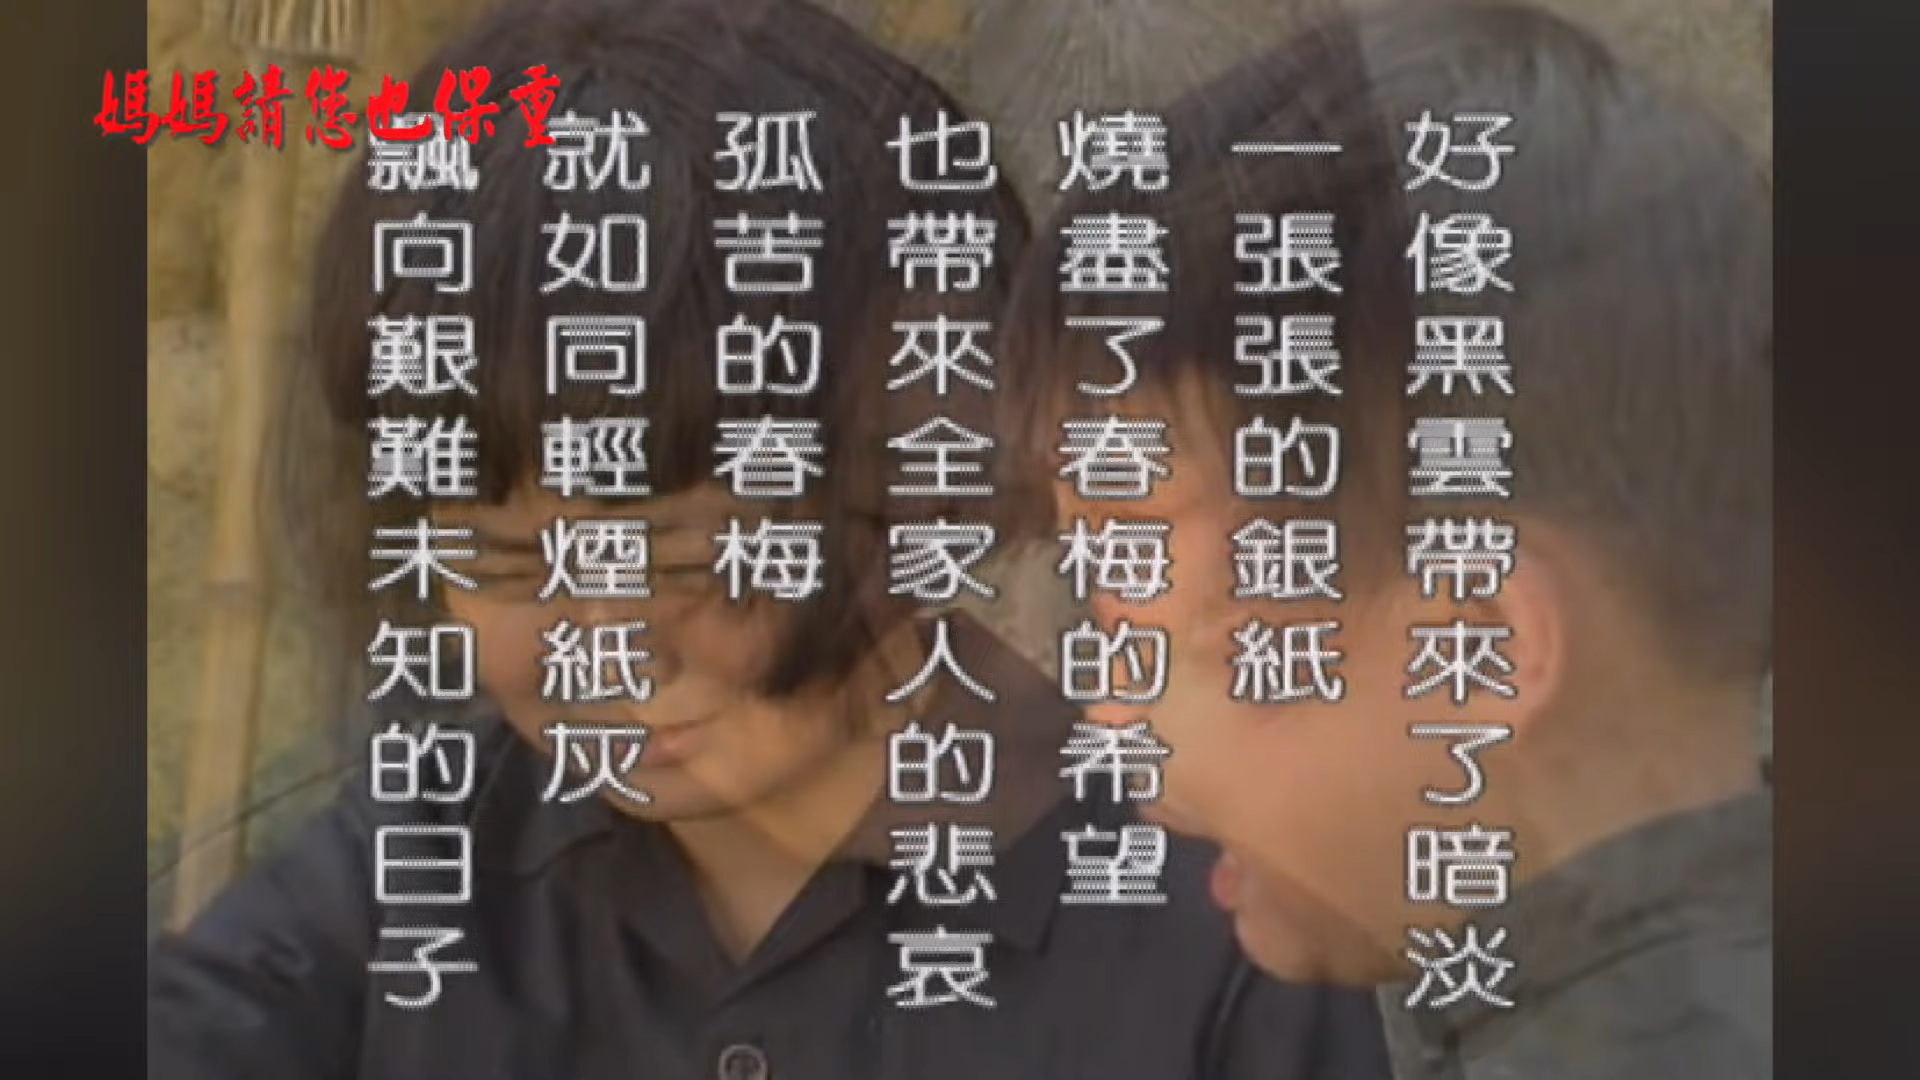 媽媽請您也保重
好像黑雲帶來了暗淡
一張張的銀紙
燒盡了春梅的希望
也帶來全家人的悲哀
孤苦的春梅
就如同輕煙紙灰
飄向艱難未知的日子